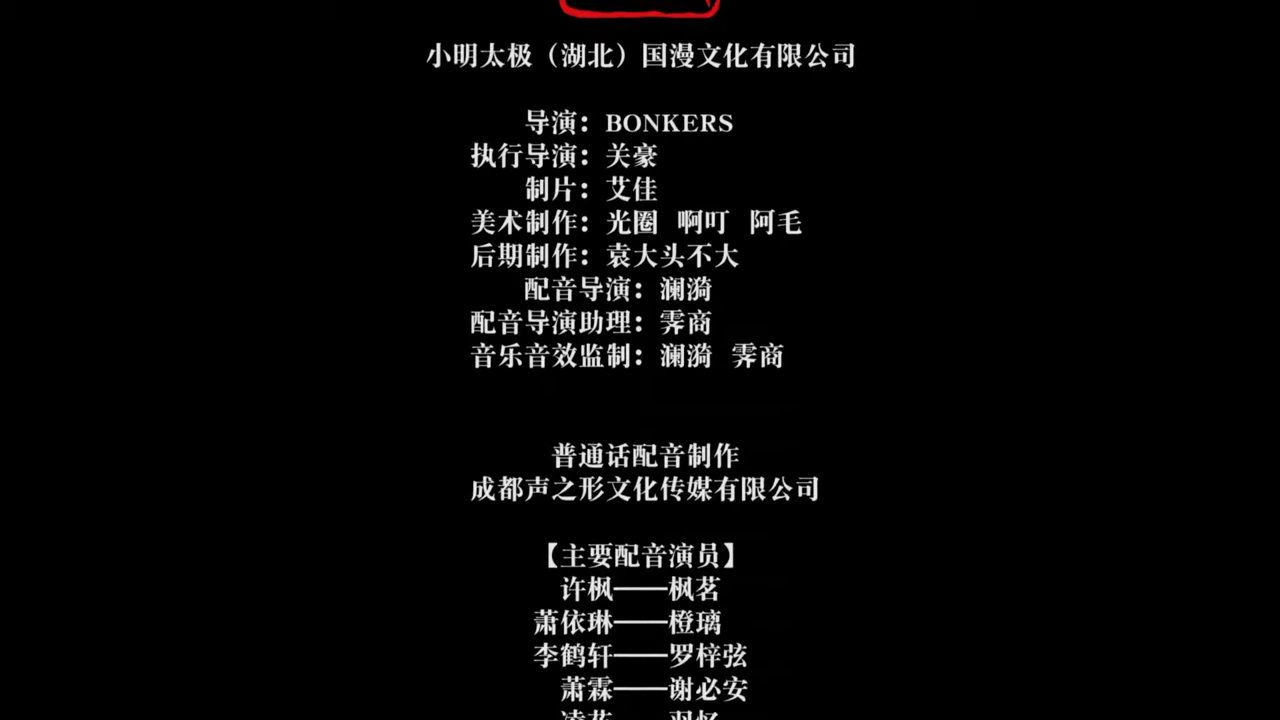 小明太极（湖北）国漫文化有限公司
导演：BONKERS
执行导演：关豪
制片：艾佳
美术制作：光圈 啊叮 阿毛
后期制作：袁大头不大
配音导演：澜漪
配音导演助理：霁商
音乐音效监制：澜漪 霁商
普通话配音制作
成都声之形文化传媒有限公司
【主要配音演员】
许枫——枫茗
萧依琳——橙璃
李鹤轩——罗梓弦
萧霖——谢必安